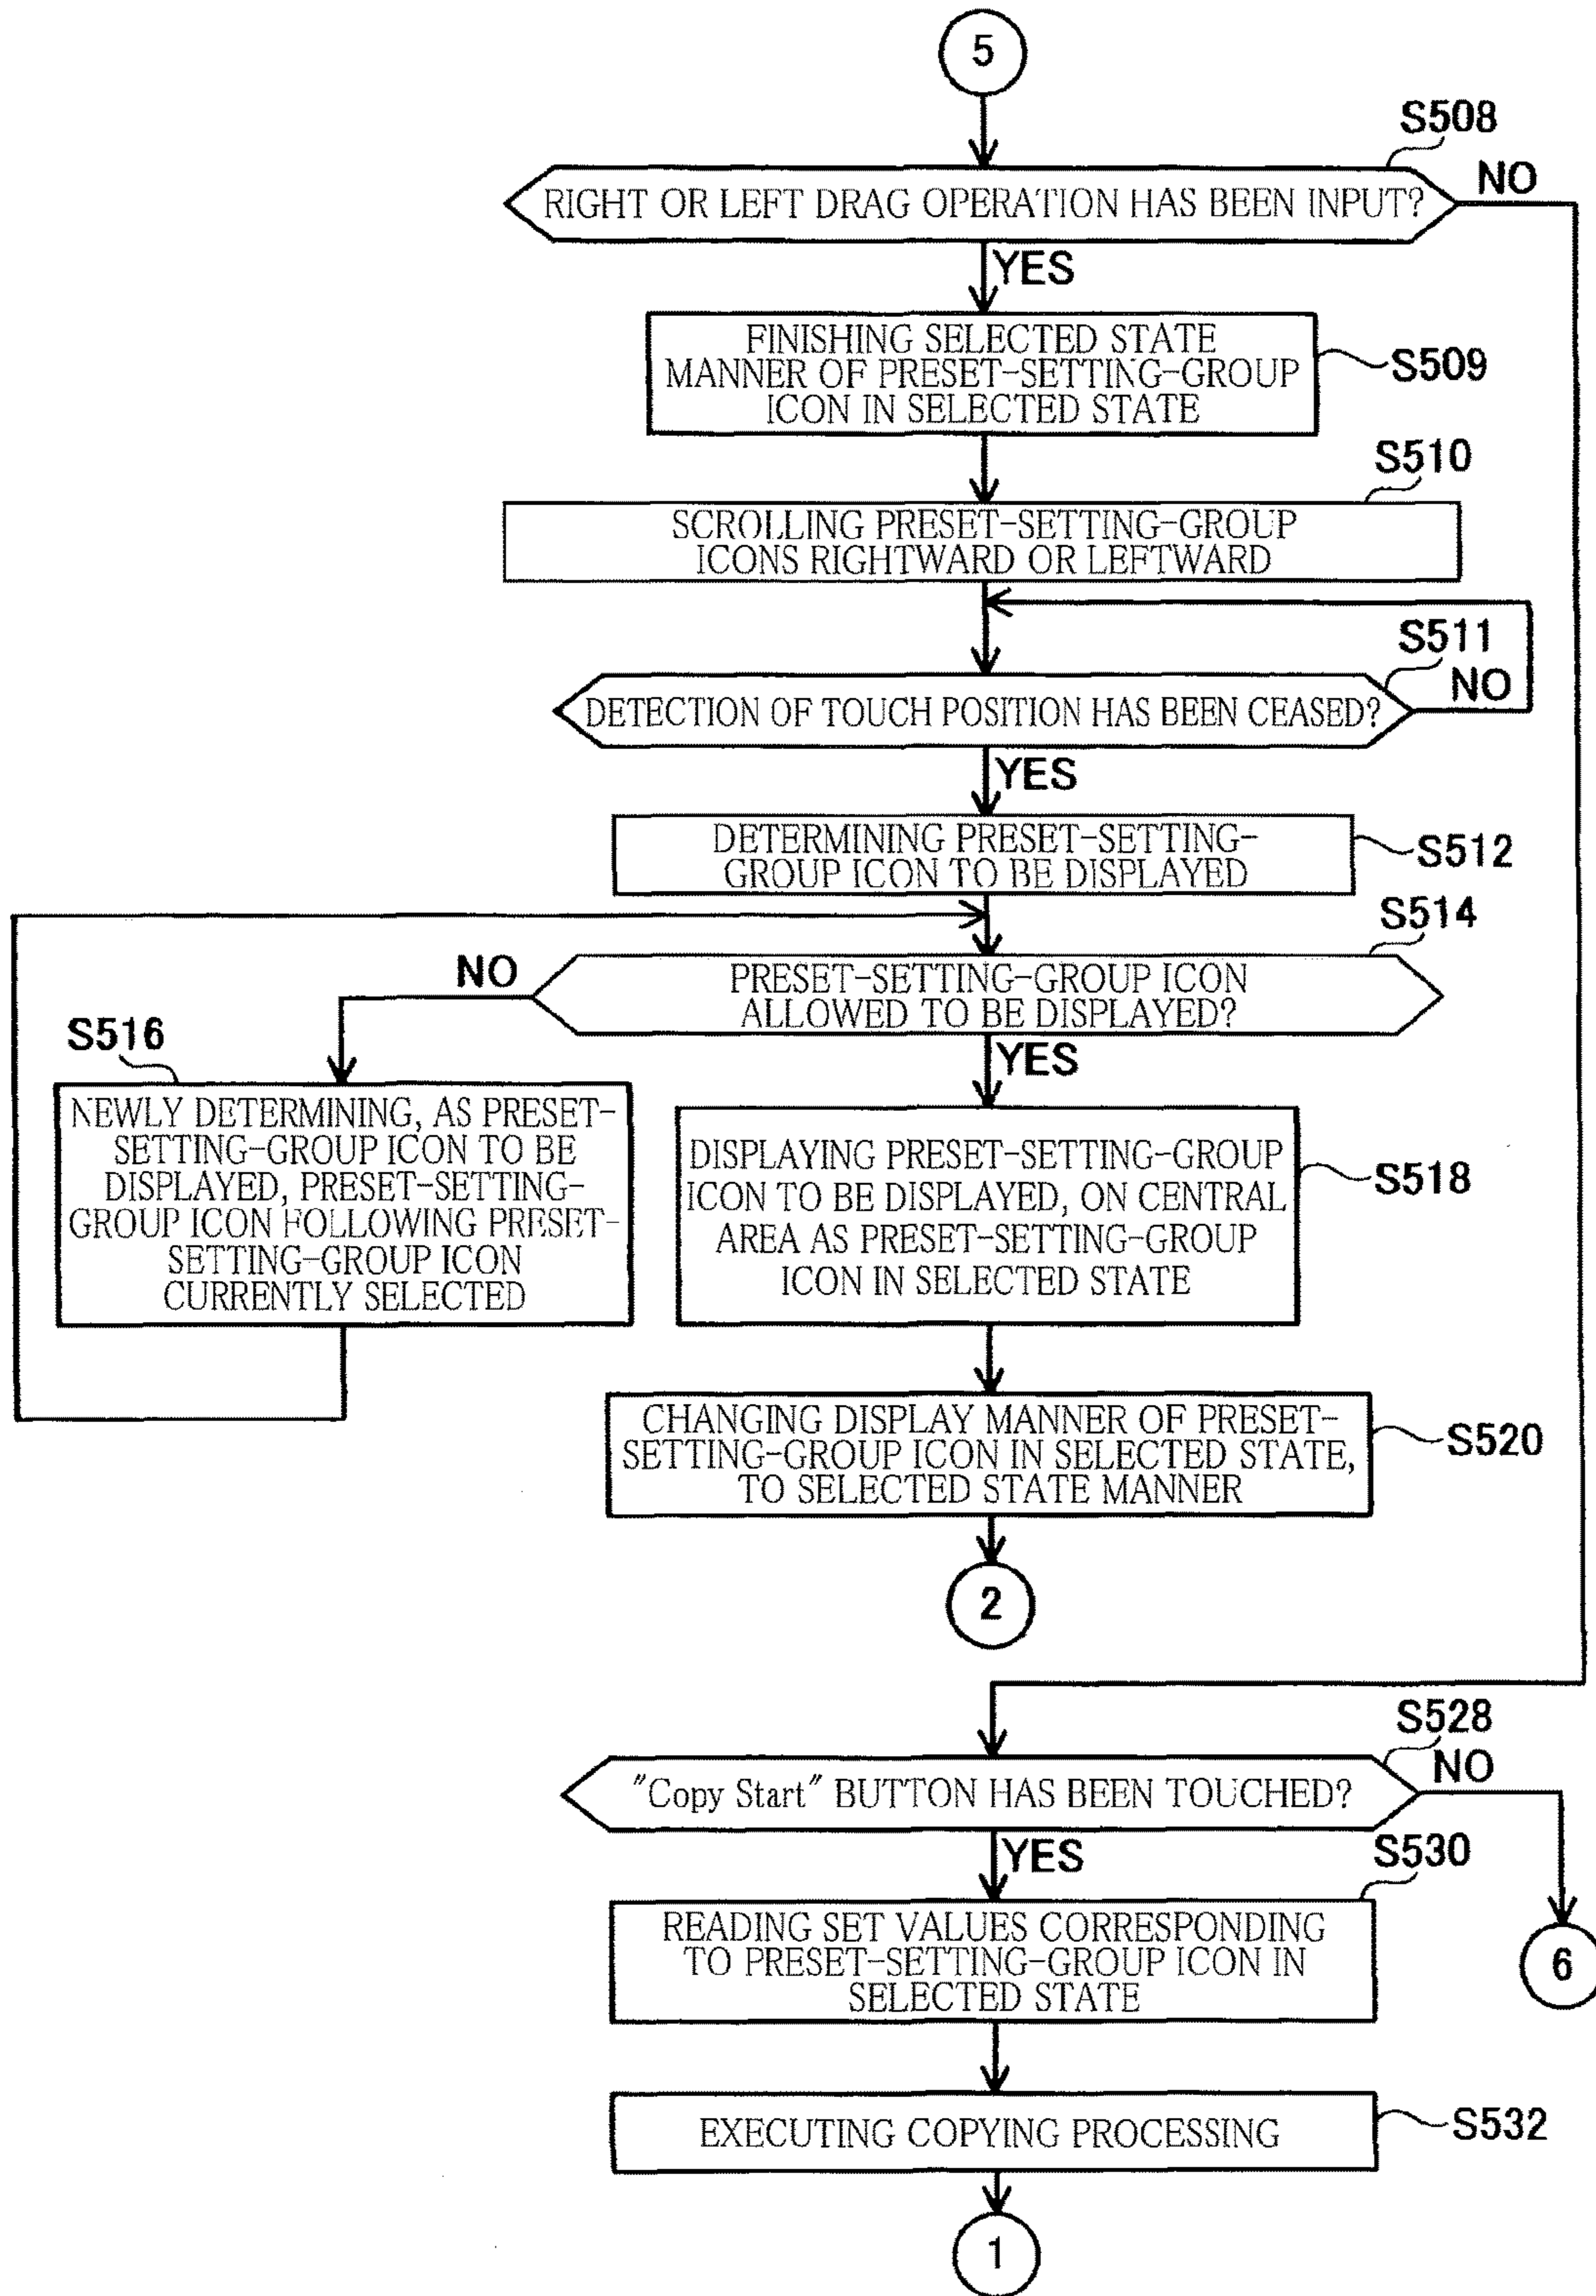 5
S508
RIGHT OR LEFT DRAG OPERATION HAS BEEN INPUT?
NO
YES
FINISHING SELECTED STATE
MANNER OF PRESET-SETTING-GROUP
ICON IN SELECTED STATE
S509
S510
SCROLLING PRESET-SETTING-GROUP
ICONS RIGHTWARD OR LEFTWARD
S511
DETECTION OF TOUCH POSITION HAS BEEN CEASED?
NO
YES
DETERMINING PRESET-SETTING-
GROUP ICON TO BE DISPLAYED
S512
S514
PRESET-SETTING-GROUP ICON
ALLOWED TO BE DISPLAYED?
NO
YES
S516
NEWLY DETERMINING, AS PRESET-
SETTING-GROUP ICON TO BE
DISPLAYED, PRESET-SETTING-
GROUP ICON FOLLOWING PRESET-
SETTING-GROUP ICON
CURRENTLY SELECTED
DISPLAYING PRESET-SETTING-GROUP
ICON TO BE DISPLAYED, ON CENTRAL
AREA AS PRESET-SETTING-GROUP
ICON IN SELECTED STATE
S518
CHANGING DISPLAY MANNER OF PRESET-
SETTING-GROUP ICON IN SELECTED STATE,
TO SELECTED STATE MANNER
S520
2
S528
"Copy Start" BUTTON HAS BEEN TOUCHED?
NO
YES
S530
READING SET VALUES CORRESPONDING
TO PRESET-SETTING-GROUP ICON IN
SELECTED STATE
6
EXECUTING COPYING PROCESSING
S532
1